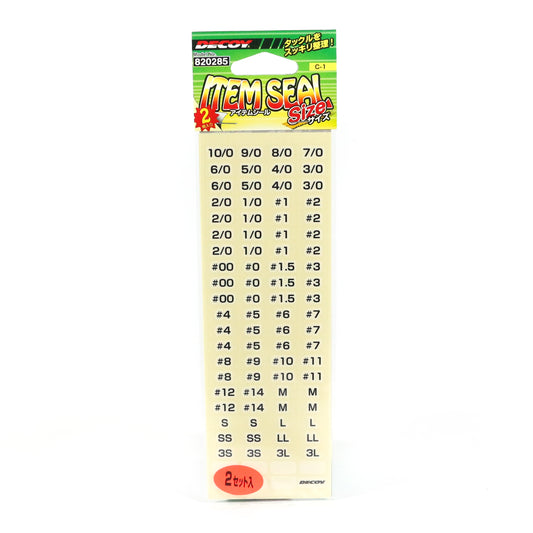 DECOY
タックルを
スッキリ整理!
Model No.
820285
C-1
ITEM SEAL
アイテムシール
Size
サイズ
2
10/0 9/0 8/0 7/0
6/0 5/0 4/0 3/0
6/0 5/0 4/0 3/0
2/0 1/0 #1 #2
2/0 1/0 #1 #2
2/0 1/0 #1 #2
2/0 1/0 #1 #2
#00 #0 #1.5 #3
#00 #0 #1.5 #3
#00 #0 #1.5 #3
#4 #5 #6 #7
#4 #5 #6 #7
#4 #5 #6 #7
#8 #9 #10 #11
#8 #9 #10 #11
#12 #14 M M
#12 #14 M M
S S L L
SS SS LL LL
3S 3S 3L 3L
2セット入
DECOY